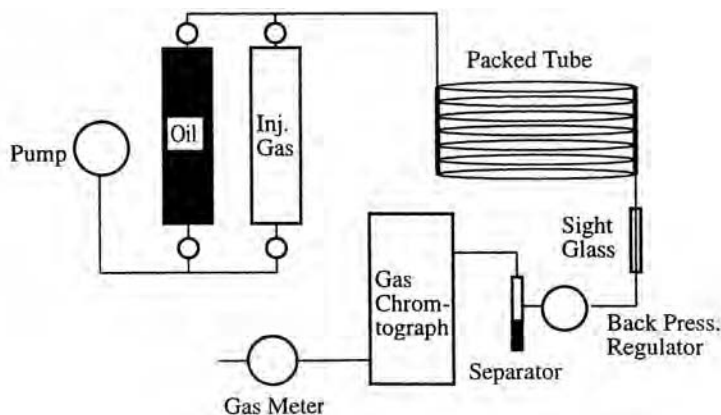 Packed Tube
Oil
Inj.
Gas
Pump
Sight
Glass
Gas
Chrom-
tograph
Back Press.
Regulator
Separator
Gas Meter